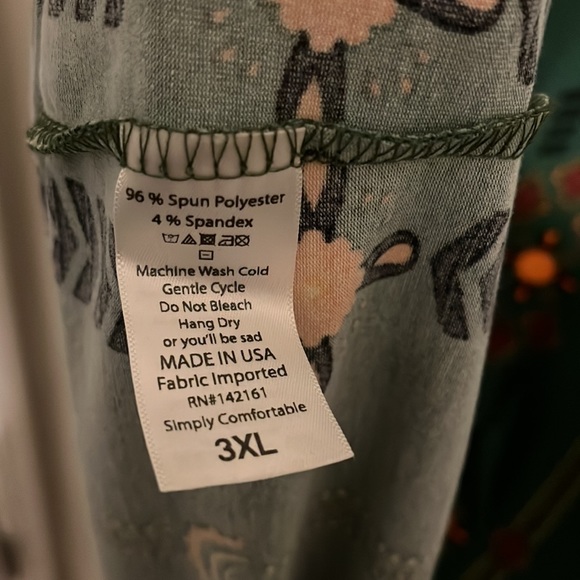 96 % Spun Polyester
4 % Spandex
Machine Wash Cold
Gentle Cycle
Do Not Bleach
Hang Dry
or you'll be sad
MADE IN USA
Fabric Imported
RN#142161
Simply Comfortable
3XL